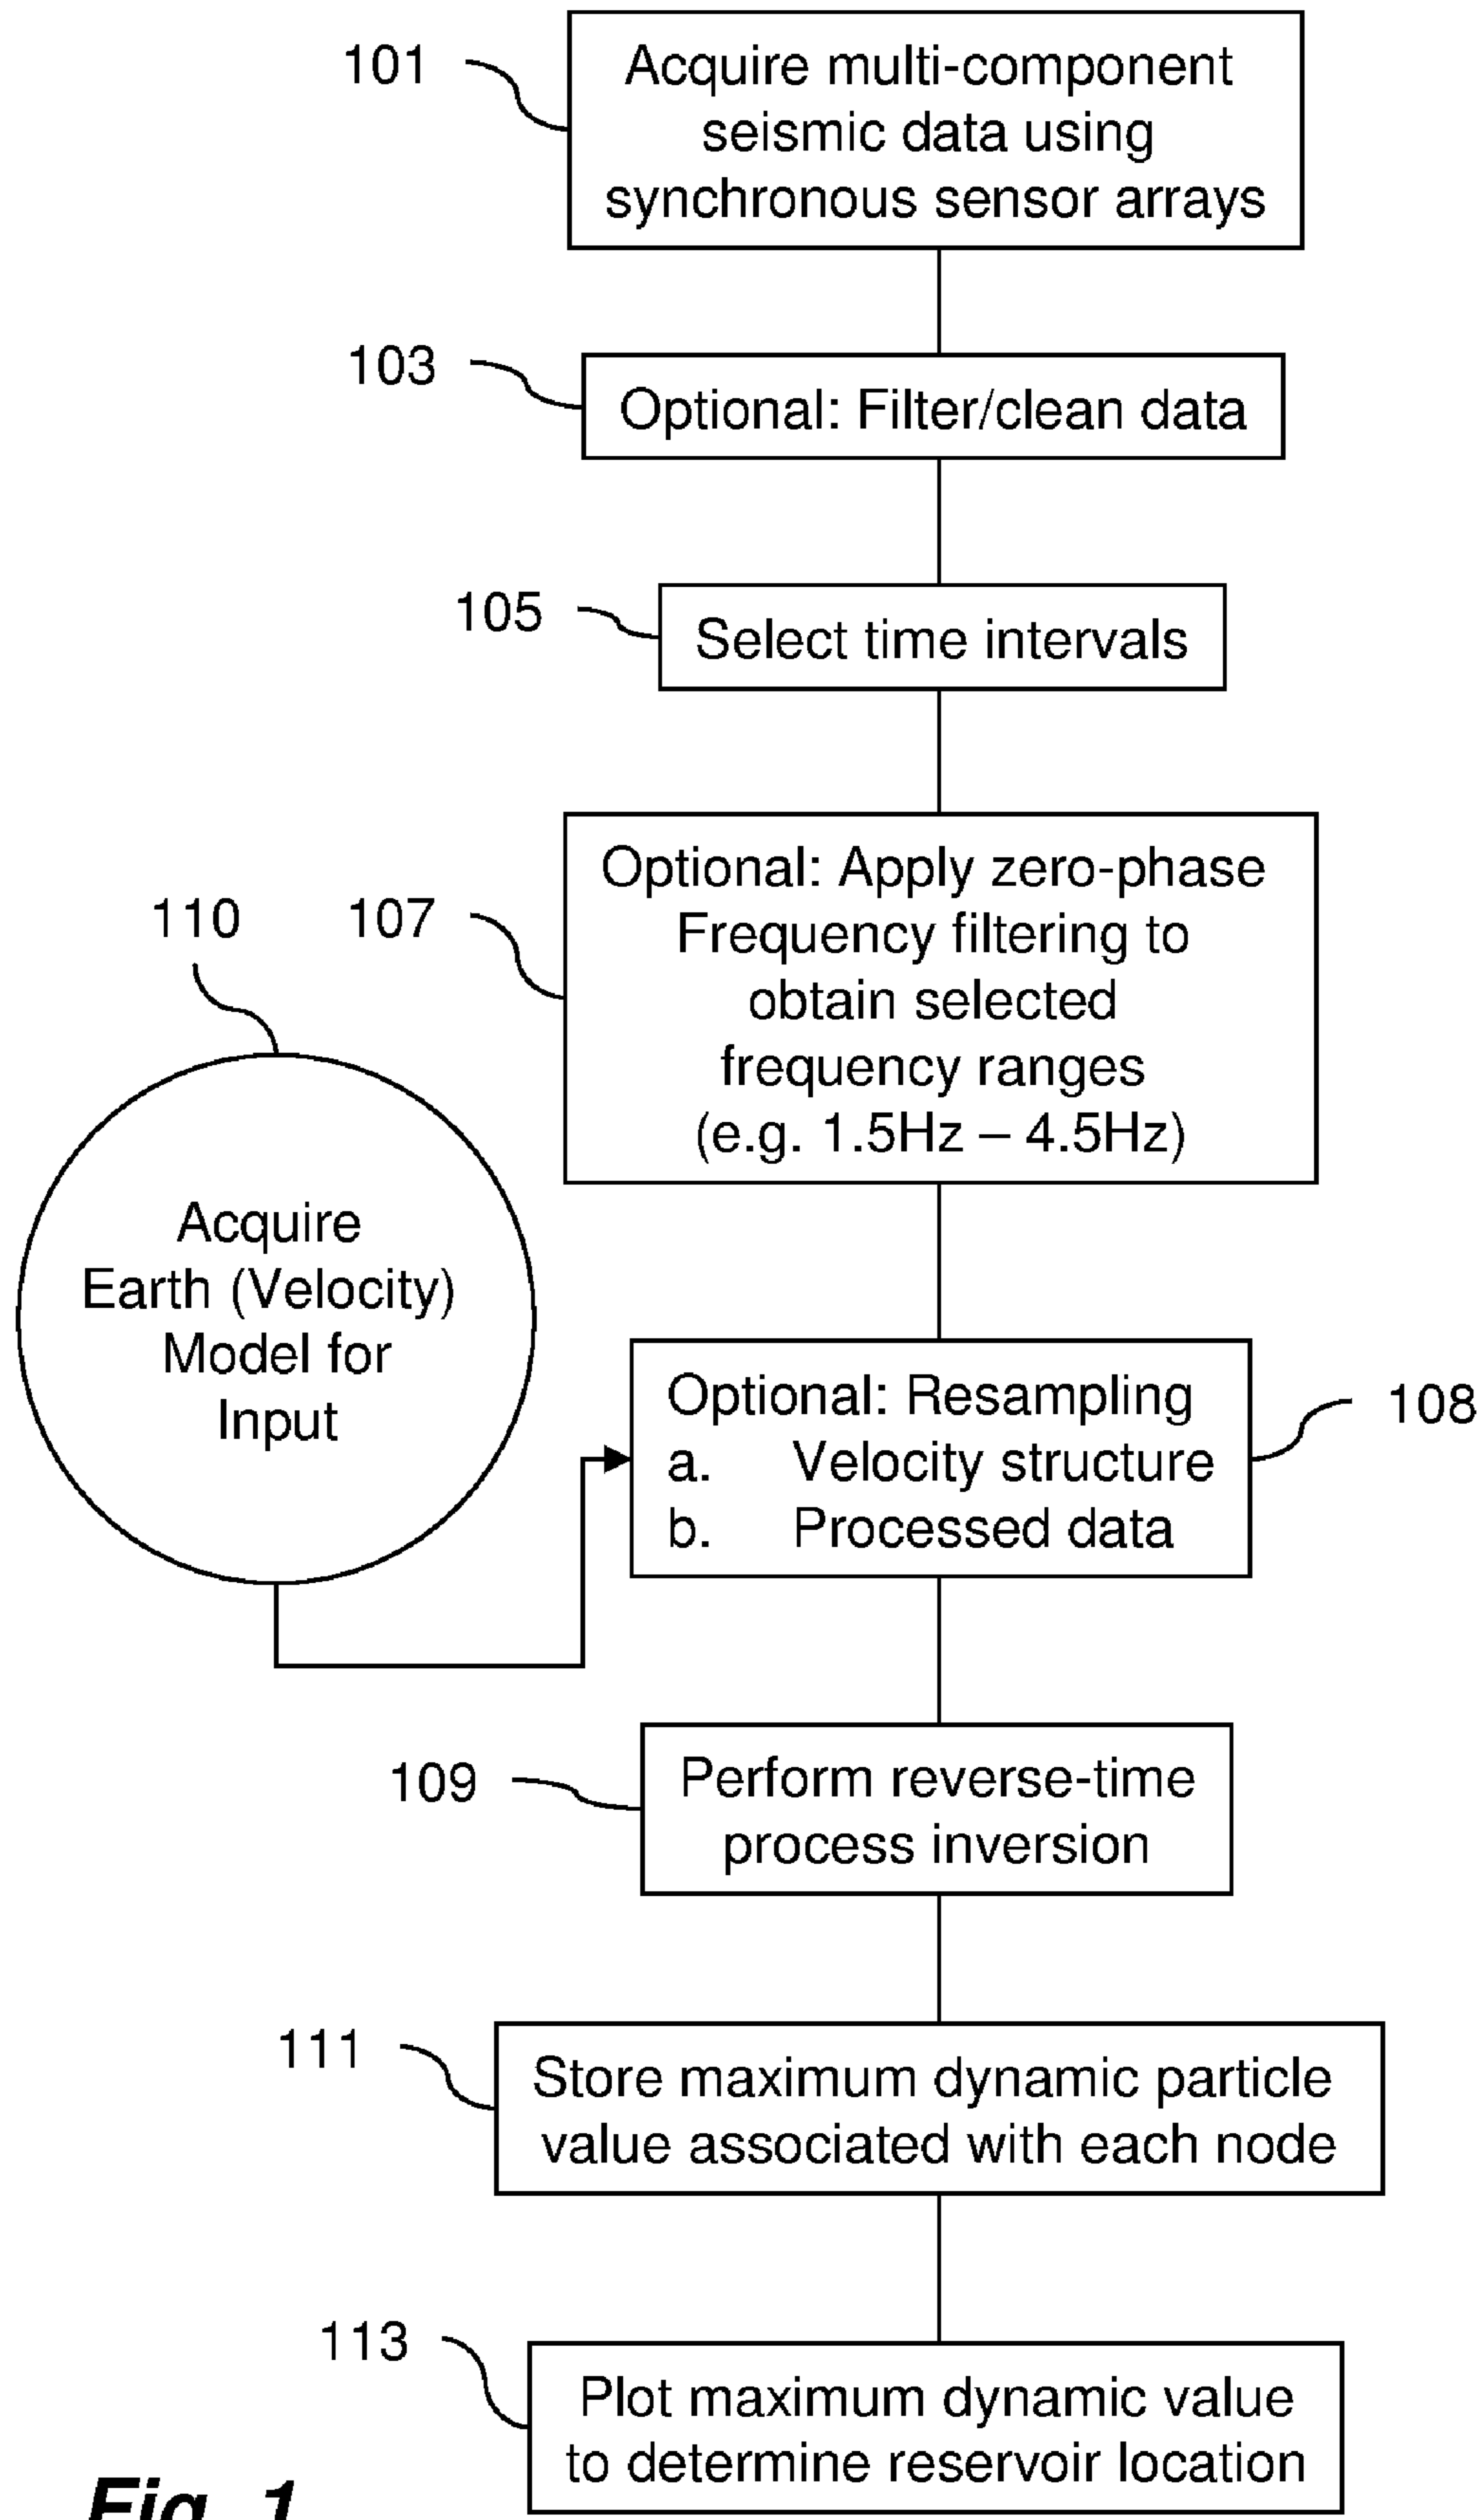 101
Acquire multi-component
seismic data using
synchronous sensor arrays
103
Optional: Filter/clean data
105
Select time intervals
107
Optional: Apply zero-phase
Frequency filtering to
obtain selected
frequency ranges
(e.g. 1.5Hz – 4.5Hz)
110
Acquire
Earth (Velocity)
Model for
Input
108
Optional: Resampling
a. Velocity structure
b. Processed data
109
Perform reverse-time
process inversion
111
Store maximum dynamic particle
value associated with each node
113
Plot maximum dynamic value
to determine reservoir location
Fig. 1